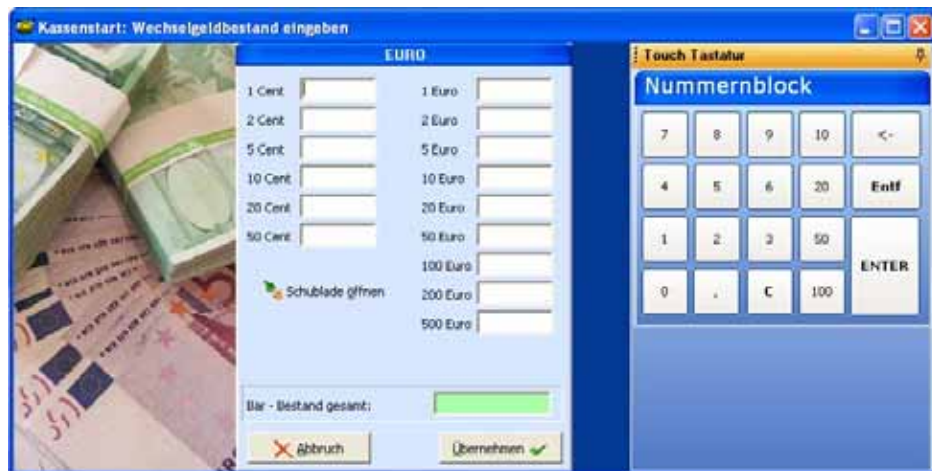 Kassenstart: Wechselgeldbestand eingeben
EURO
1 Cent
2 Cent
5 Cent
10 Cent
20 Cent
50 Cent
1 Euro
2 Euro
5 Euro
10 Euro
20 Euro
50 Euro
100 Euro
200 Euro
500 Euro
Schublade öffnen
Bar - Bestand gesamt:
Abbruch
Übernehmen
Touch Tastatur
Nummernblock
7 8 9 10 <-
4 5 6 20 Entf
1 2 3 50
ENTER
0 . C 100